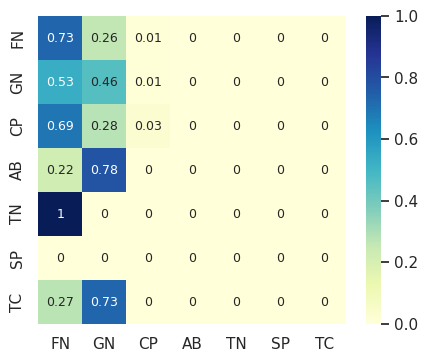 FN 0.73 0.26 0.01 0 0 0 0
GN 0.53 0.46 0.01 0 0 0 0
CP 0.69 0.28 0.03 0 0 0 0
AB 0.22 0.78 0 0 0 0 0
TN 1 0 0 0 0 0 0
SP 0 0 0 0 0 0 0
TC 0.27 0.73 0 0 0 0 0
FN GN CP AB TN SP TC
1.0
0.8
0.6
0.4
0.2
0.0